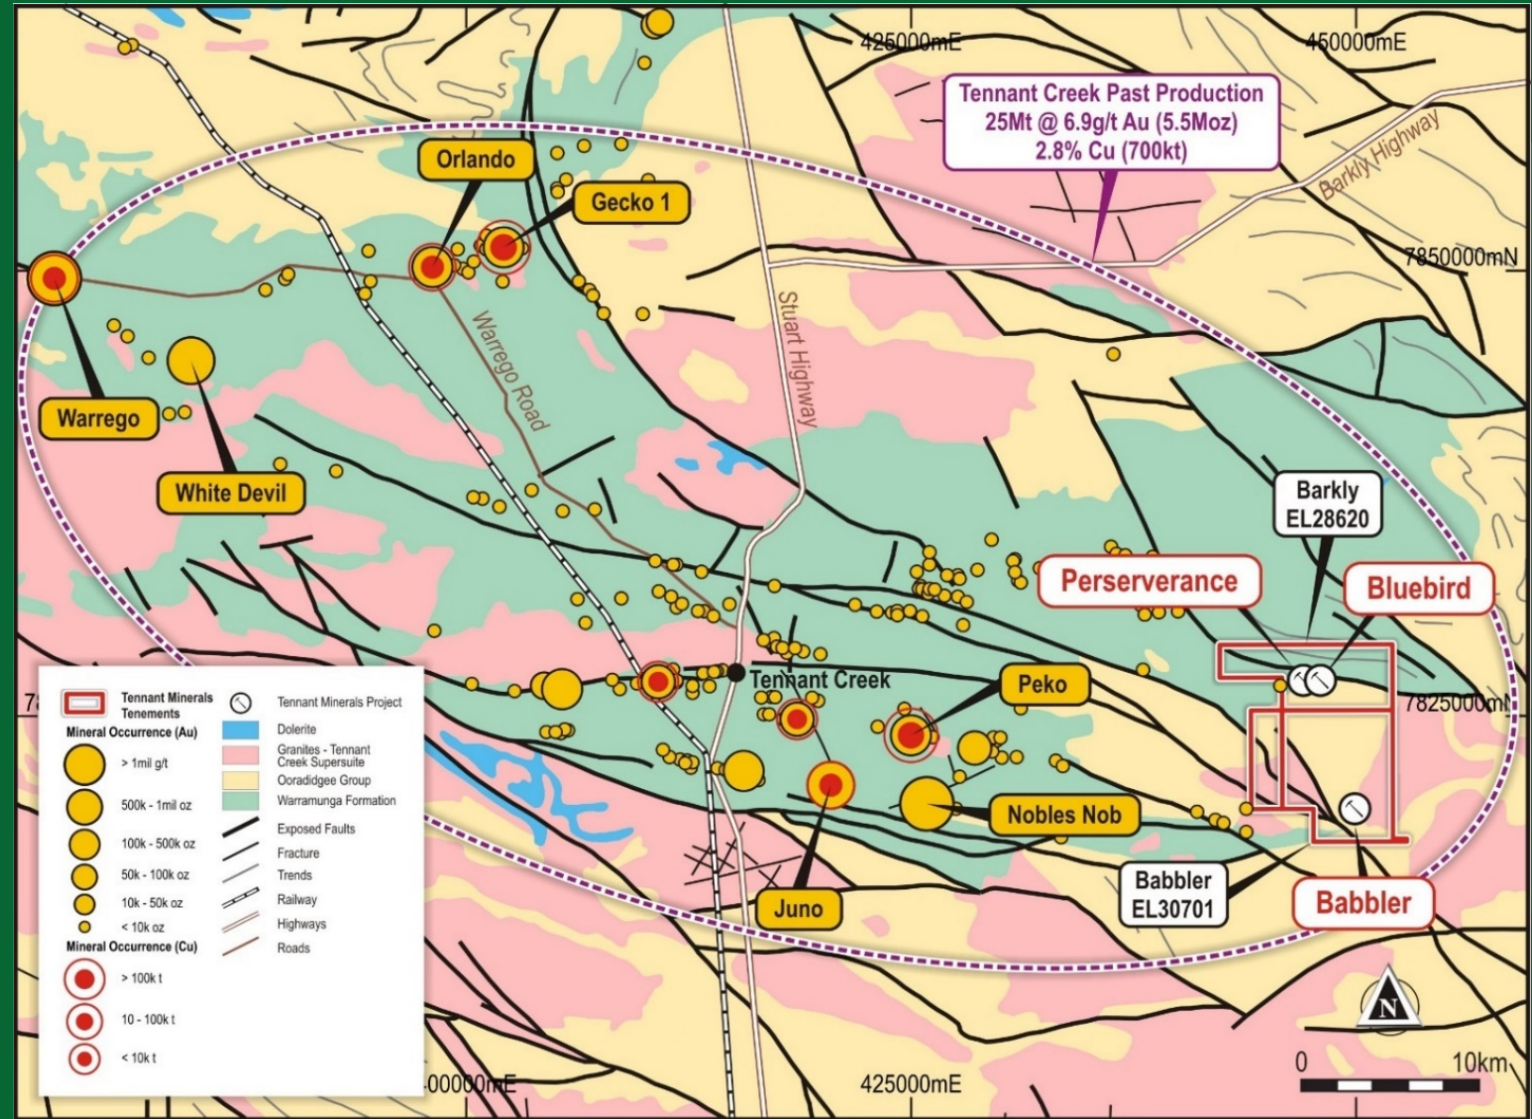 425000mE
450000mE
Tennant Creek Past Production
25Mt @ 6.9g/t Au (5.5Moz)
2.8% Cu (700kt)
Barkly Highway
Orlando
Gecko 1
7850000mN
Stuart Highway
Warrego Road
Warrego
White Devil
Barkly
EL28620
Perserverance
Bluebird
Tennant Creek
Peko
7825000mN
Nobles Nob
Juno
Babbler
EL30701
Babbler
Tennant Minerals
Tenements
Mineral Occurrence (Au)
> 1mil g/t
500k - 1mil oz
100k - 500k oz
50k - 100k oz
10k - 50k oz
< 10k oz
Mineral Occurrence (Cu)
> 100k t
10 - 100k t
< 10k t
Tennant Minerals Project
Dolerite
Granites - Tennant
Creek Supersuite
Ooradidgee Group
Warramunga Formation
Exposed Faults
Fracture
Trends
Railway
Highways
Roads
00000mE
425000mE
N
0 10km